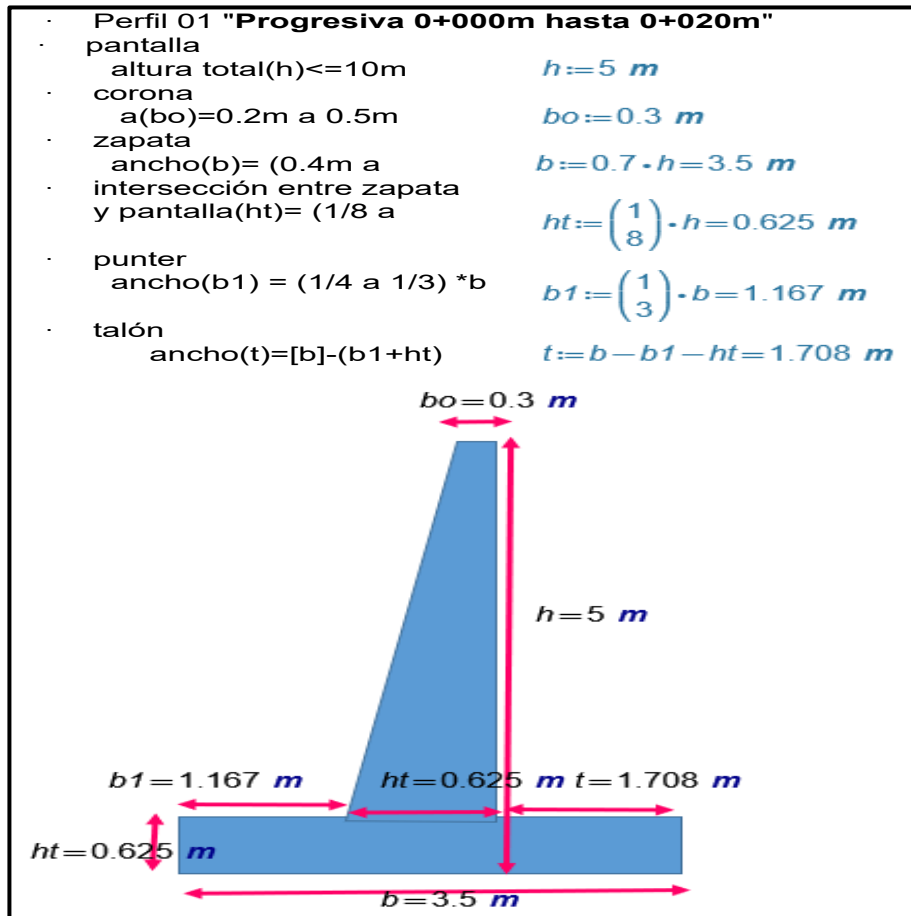 · Perfil 01 "Progresiva 0+000m hasta 0+020m"
· pantalla
altura total(h)<=10m h:=5 m
· corona
a(bo)=0.2m a 0.5m bo:=0.3 m
· zapata
ancho(b)= (0.4m a b:=0.7•h=3.5 m
· intersección entre zapata
y pantalla(ht)= (1/8 a ht:=(1/8)•h=0.625 m
· punter
ancho(b1) = (1/4 a 1/3) *b b1:=(1/3)•b=1.167 m
· talón
ancho(t)=[b]-(b1+ht) t:=b−b1−ht=1.708 m
bo=0.3 m
h=5 m
b1=1.167 m ht=0.625 m t=1.708 m
ht=0.625 m
b=3.5 m